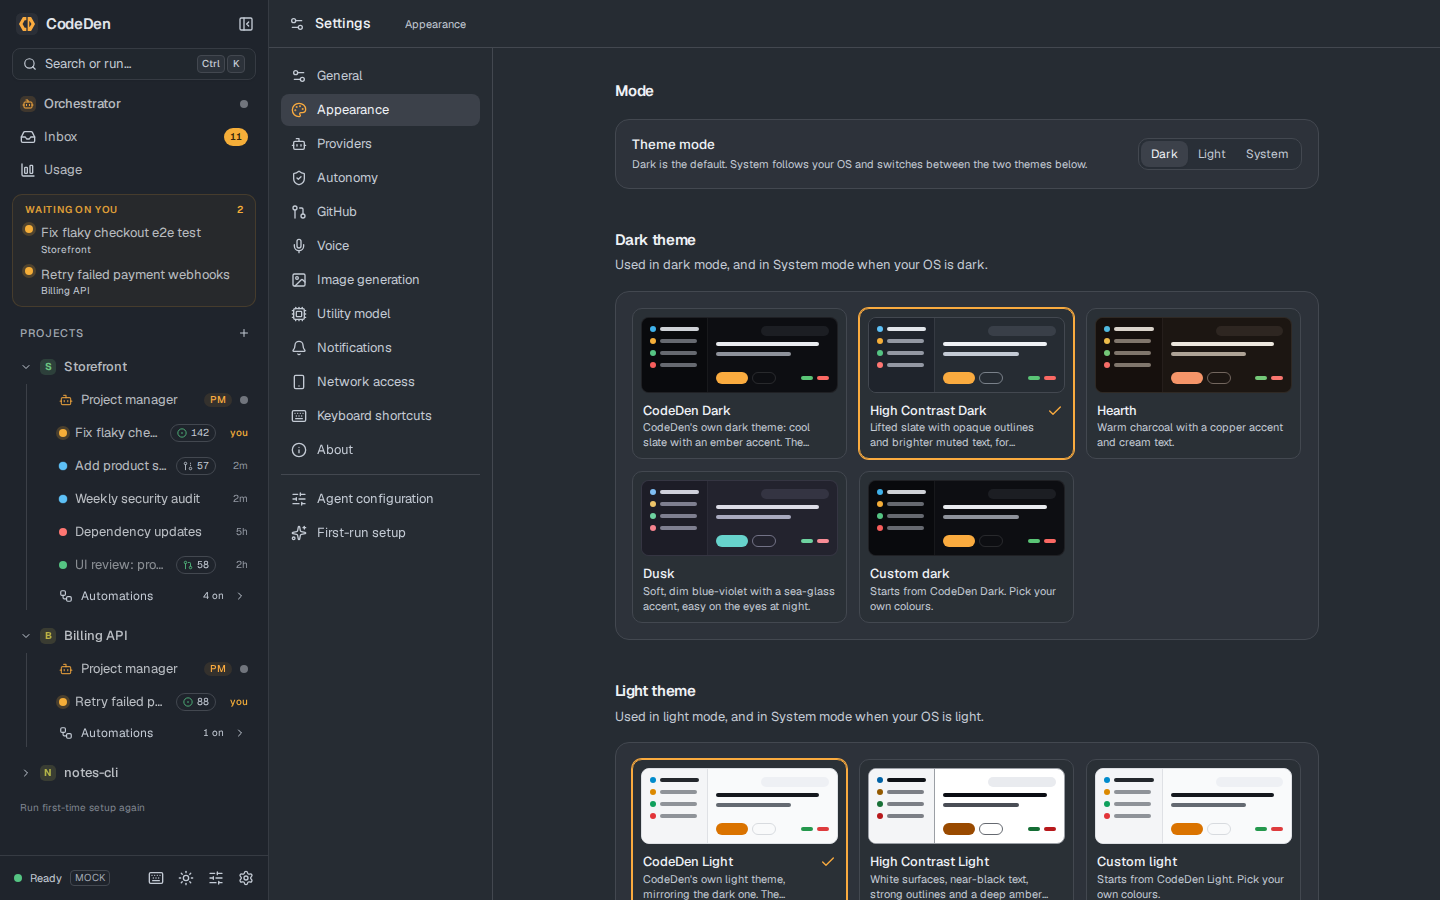 CodeDen
Search or run...
Ctrl K
Orchestrator
Inbox
11
Usage
WAITING ON YOU
2
Fix flaky checkout e2e test
Storefront
Retry failed payment webhooks
Billing API
PROJECTS
S Storefront
Project manager PM
Fix flaky che... 142 you
Add product s... 57 2m
Weekly security audit 2m
Dependency updates 5h
UI review: pro... 58 2h
Automations 4 on
B Billing API
Project manager PM
Retry failed p... 88 you
Automations 1 on
N notes-cli
Run first-time setup again
Ready MOCK
Settings Appearance
General
Appearance
Providers
Autonomy
GitHub
Voice
Image generation
Utility model
Notifications
Network access
Keyboard shortcuts
About
Agent configuration
First-run setup
Mode
Theme mode
Dark is the default. System follows your OS and switches between the two themes below.
Dark Light System
Dark theme
Used in dark mode, and in System mode when your OS is dark.
CodeDen Dark
CodeDen's own dark theme: cool
slate with an ember accent. The...
High Contrast Dark
Lifted slate with opaque outlines
and brighter muted text, for...
Hearth
Warm charcoal with a copper accent
and cream text.
Dusk
Soft, dim blue-violet with a sea-glass
accent, easy on the eyes at night.
Custom dark
Starts from CodeDen Dark. Pick your
own colours.
Light theme
Used in light mode, and in System mode when your OS is light.
CodeDen Light
CodeDen's own light theme,
mirroring the dark one. The...
High Contrast Light
White surfaces, near-black text,
strong outlines and a deep amber...
Custom light
Starts from CodeDen Light. Pick your
own colours.